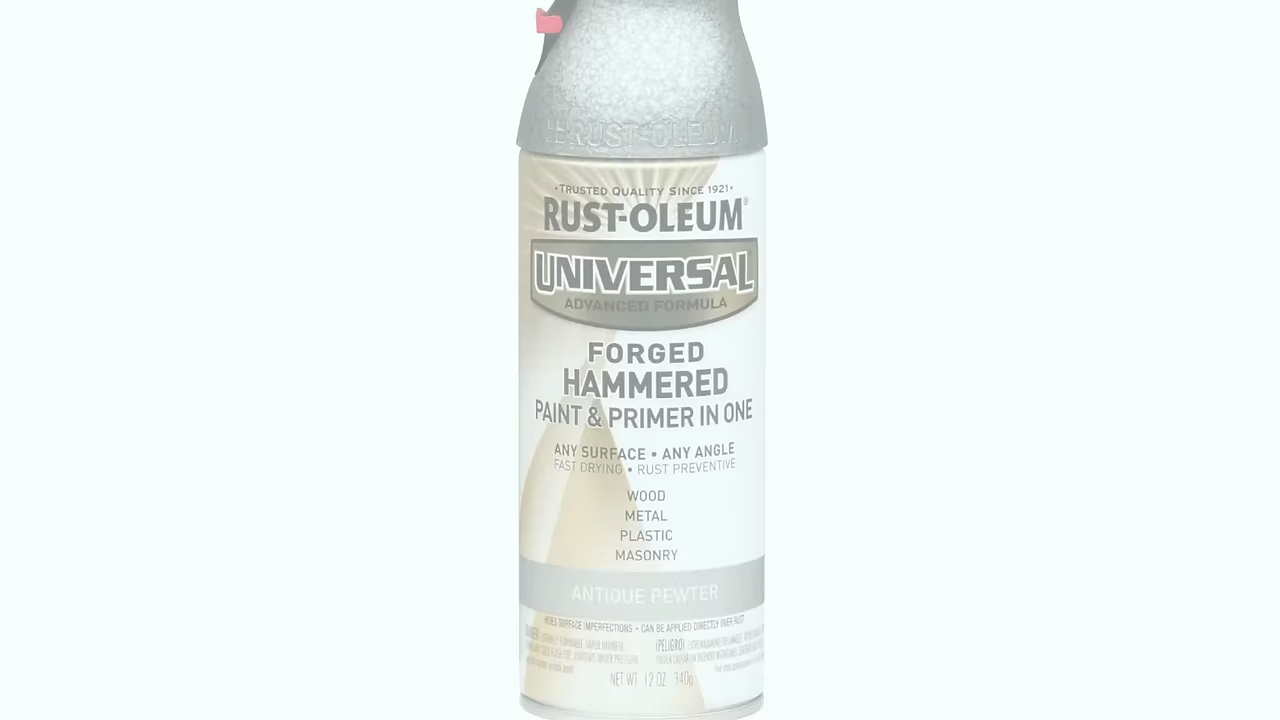 RUST-OLEUM
• TRUSTED QUALITY SINCE 1921 •
RUST-OLEUM®
UNIVERSAL
ADVANCED FORMULA
FORGED
HAMMERED
PAINT & PRIMER IN ONE
ANY SURFACE • ANY ANGLE
FAST DRYING • RUST PREVENTIVE
WOOD
METAL
PLASTIC
MASONRY
ANTIQUE PEWTER
HIDES SURFACE IMPERFECTIONS • CAN BE APPLIED DIRECTLY OVER RUST
¡PELIGRO!
NET WT 12 OZ 340g